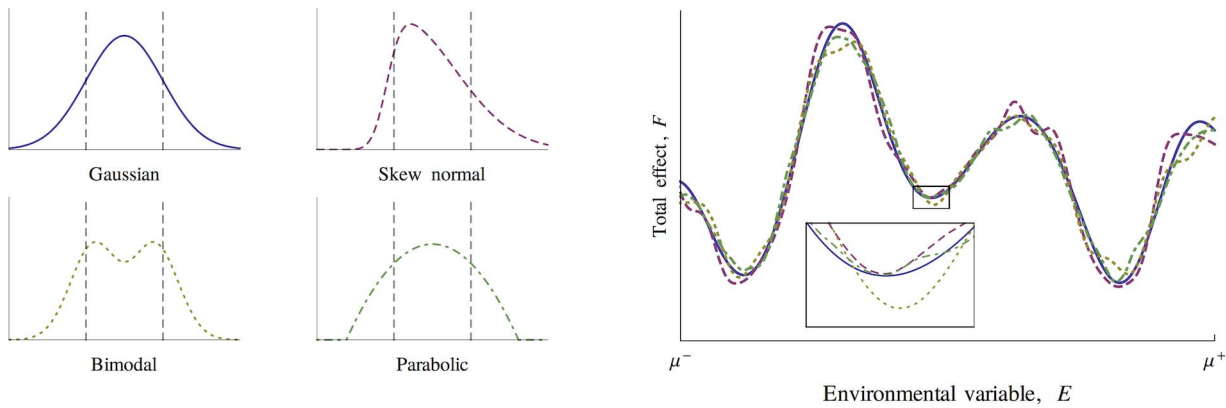 Gaussian
Skew normal
Bimodal
Parabolic
Total effect, F
μ⁻
μ⁺
Environmental variable, E